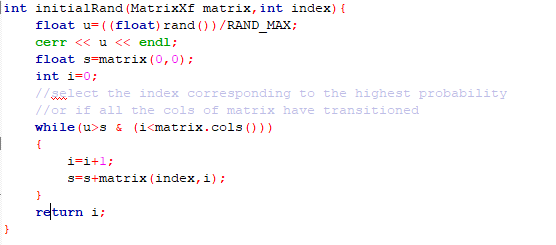 int initialRand(MatrixXf matrix,int index){
    float u=((float)rand())/RAND_MAX;
    cerr << u << endl;
    float s=matrix(0,0);
    int i=0;
    //select the index corresponding to the highest probability
    //or if all the cols of matrix have transitioned
    while(u>s & (i<matrix.cols()))
    {
        i=i+1;
        s=s+matrix(index,i);
    }
    return i;
}